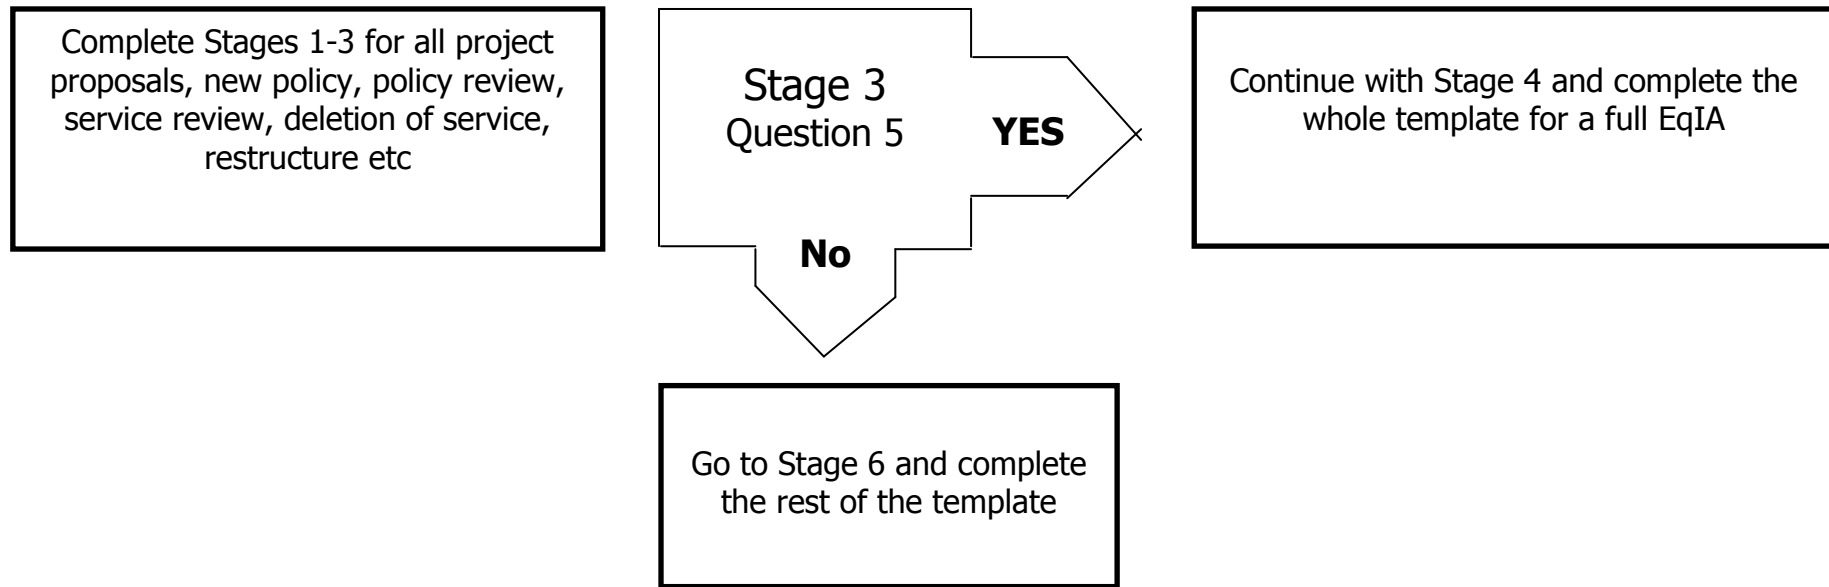 Complete Stages 1-3 for all project
proposals, new policy, policy review,
service review, deletion of service,
restructure etc
Stage 3
Question 5
YES
No
Continue with Stage 4 and complete the
whole template for a full EqIA
Go to Stage 6 and complete
the rest of the template